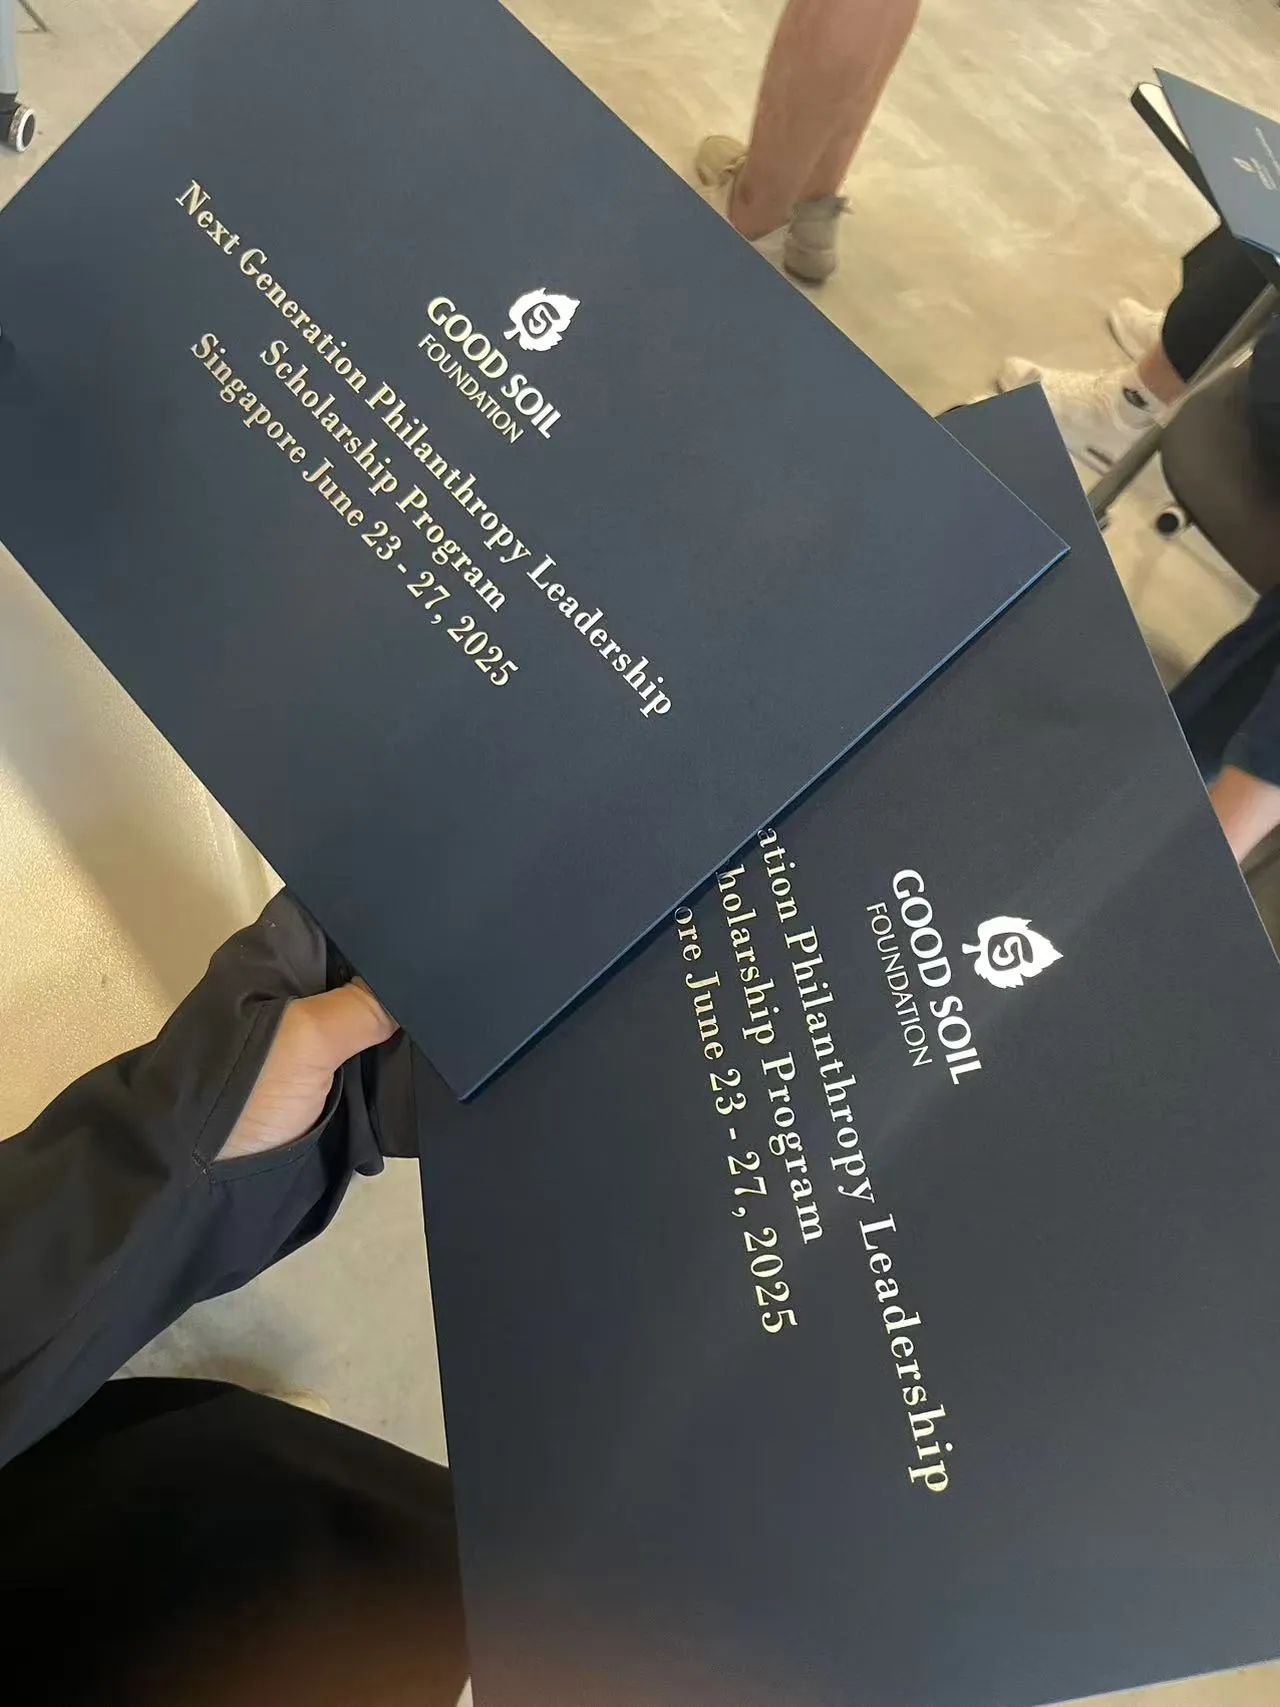 GOOD SOIL
FOUNDATION
Next Generation Philanthropy Leadership
Scholarship Program
Singapore June 23 - 27, 2025
GOOD SOIL
FOUNDATION
ation Philanthropy Leadership
holarship Program
ore June 23 - 27, 2025